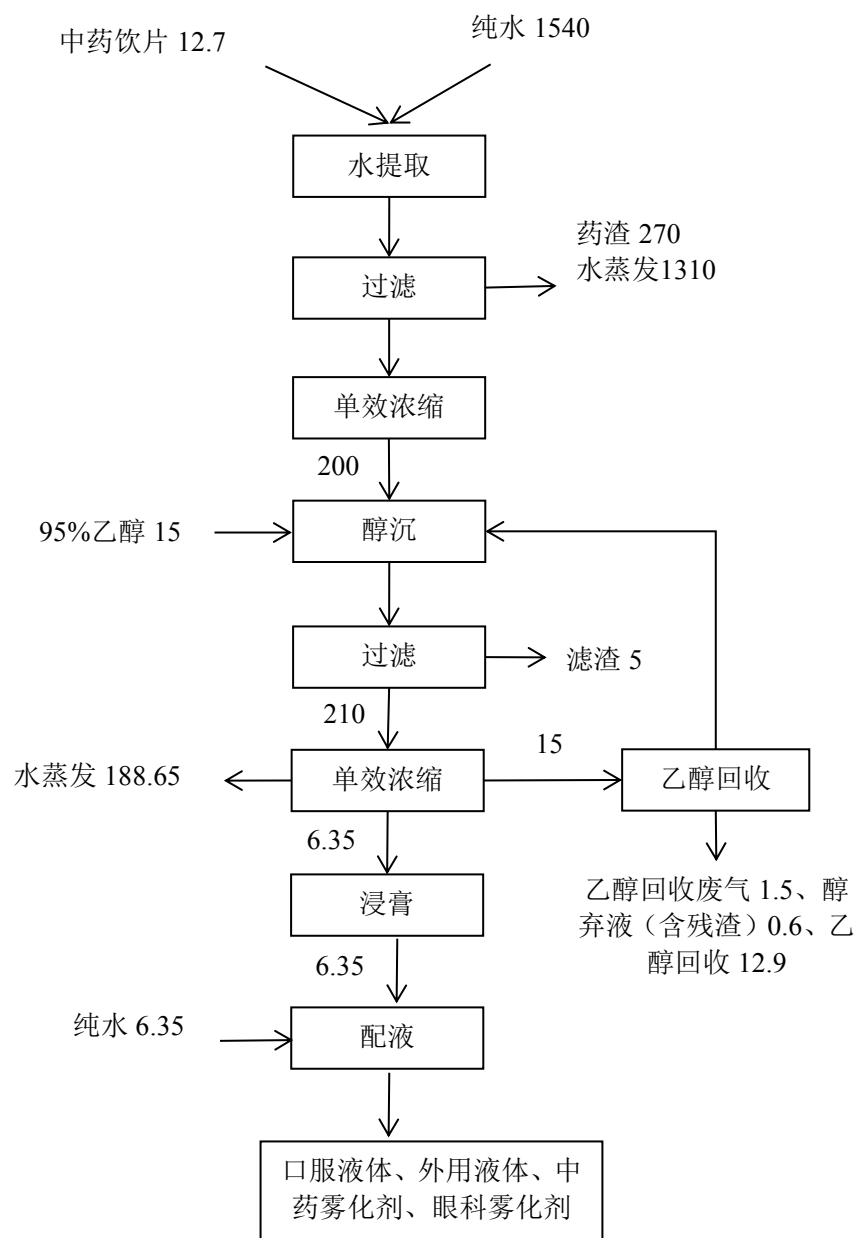 中药饮片 12.7
纯水 1540
水提取
药渣 270
水蒸发1310
过滤
单效浓缩
200
95%乙醇 15
醇沉
过滤
滤渣 5
210
15
水蒸发 188.65
单效浓缩
乙醇回收
6.35
乙醇回收废气 1.5、醇
弃液（含残渣）0.6、乙
醇回收 12.9
浸膏
6.35
纯水 6.35
配液
口服液体、外用液体、中
药雾化剂、眼科雾化剂